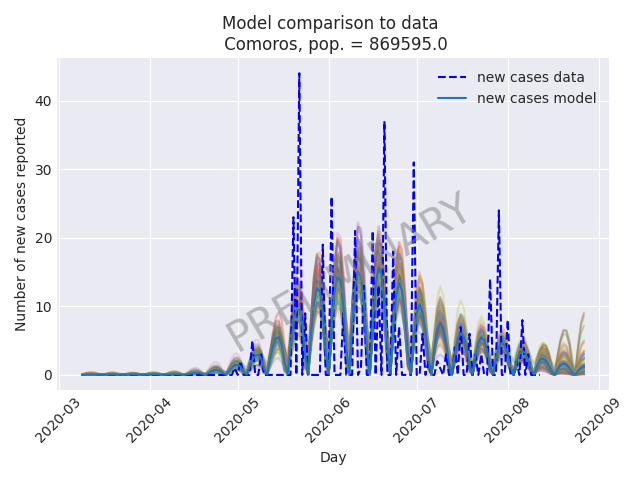 Model comparison to data
Comoros, pop. = 869595.0
new cases data
new cases model
PRELIMINARY
Number of new cases reported
40
30
20
10
0
2020-03
2020-04
2020-05
2020-06
2020-07
2020-08
2020-09
Day